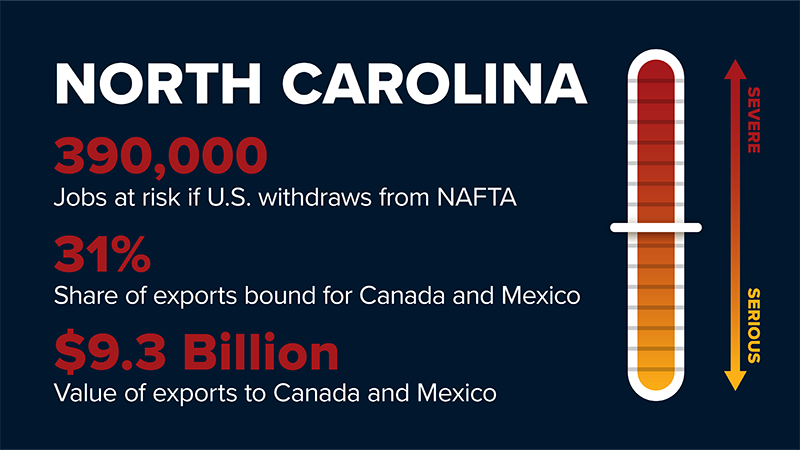 NORTH CAROLINA
390,000
Jobs at risk if U.S. withdraws from NAFTA
31%
Share of exports bound for Canada and Mexico
$9.3 Billion
Value of exports to Canada and Mexico
SEVERE
SERIOUS